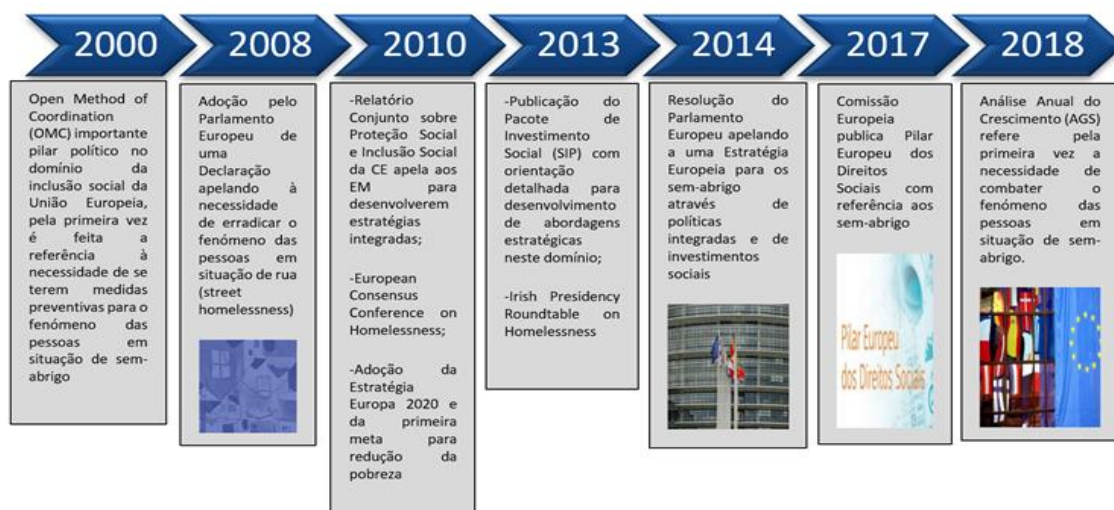 2000
2008
2010
2013
2014
2017
2018
Open Method of
Coordination
(OMC) importante
pilar político no
domínio da
inclusão social da
União Europeia,
pela primeira vez
é feita a
referência à
necessidade de se
terem medidas
preventivas para o
fenómeno das
pessoas em
situação de sem-
abrigo
Adoção pelo
Parlamento
Europeu de
uma
Declaração
apelando à
necessidade
de erradicar o
fenómeno das
pessoas em
situação de rua
(street
homelessness)
-Relatório
Conjunto sobre
Proteção Social
e Inclusão Social
da CE apela aos
EM para
desenvolverem
estratégias
integradas;
-European
Consensus
Conference on
Homelessness;
-Adoção da
Estratégia
Europa 2020 e
da primeira
meta para
redução da
pobreza
-Publicação do
Pacote de
Investimento
Social (SIP) com
orientação
detalhada para
desenvolvimento
de abordagens
estratégicas
neste domínio;
-Irish Presidency
Roundtable on
Homelessness
Resolução do
Parlamento
Europeu apelando
a uma Estratégia
Europeia para os
sem-abrigo
através de
políticas
integradas e de
investimentos
sociais
Comissão
Europeia
publica Pilar
Europeu dos
Direitos
Sociais com
referência aos
sem-abrigo
Pilar Europeu
dos Direitos Sociais
Análise Anual do
Crescimento (AGS)
refere pela
primeira vez a
necessidade de
combater o
fenómeno das
pessoas em
situação de sem-
abrigo.